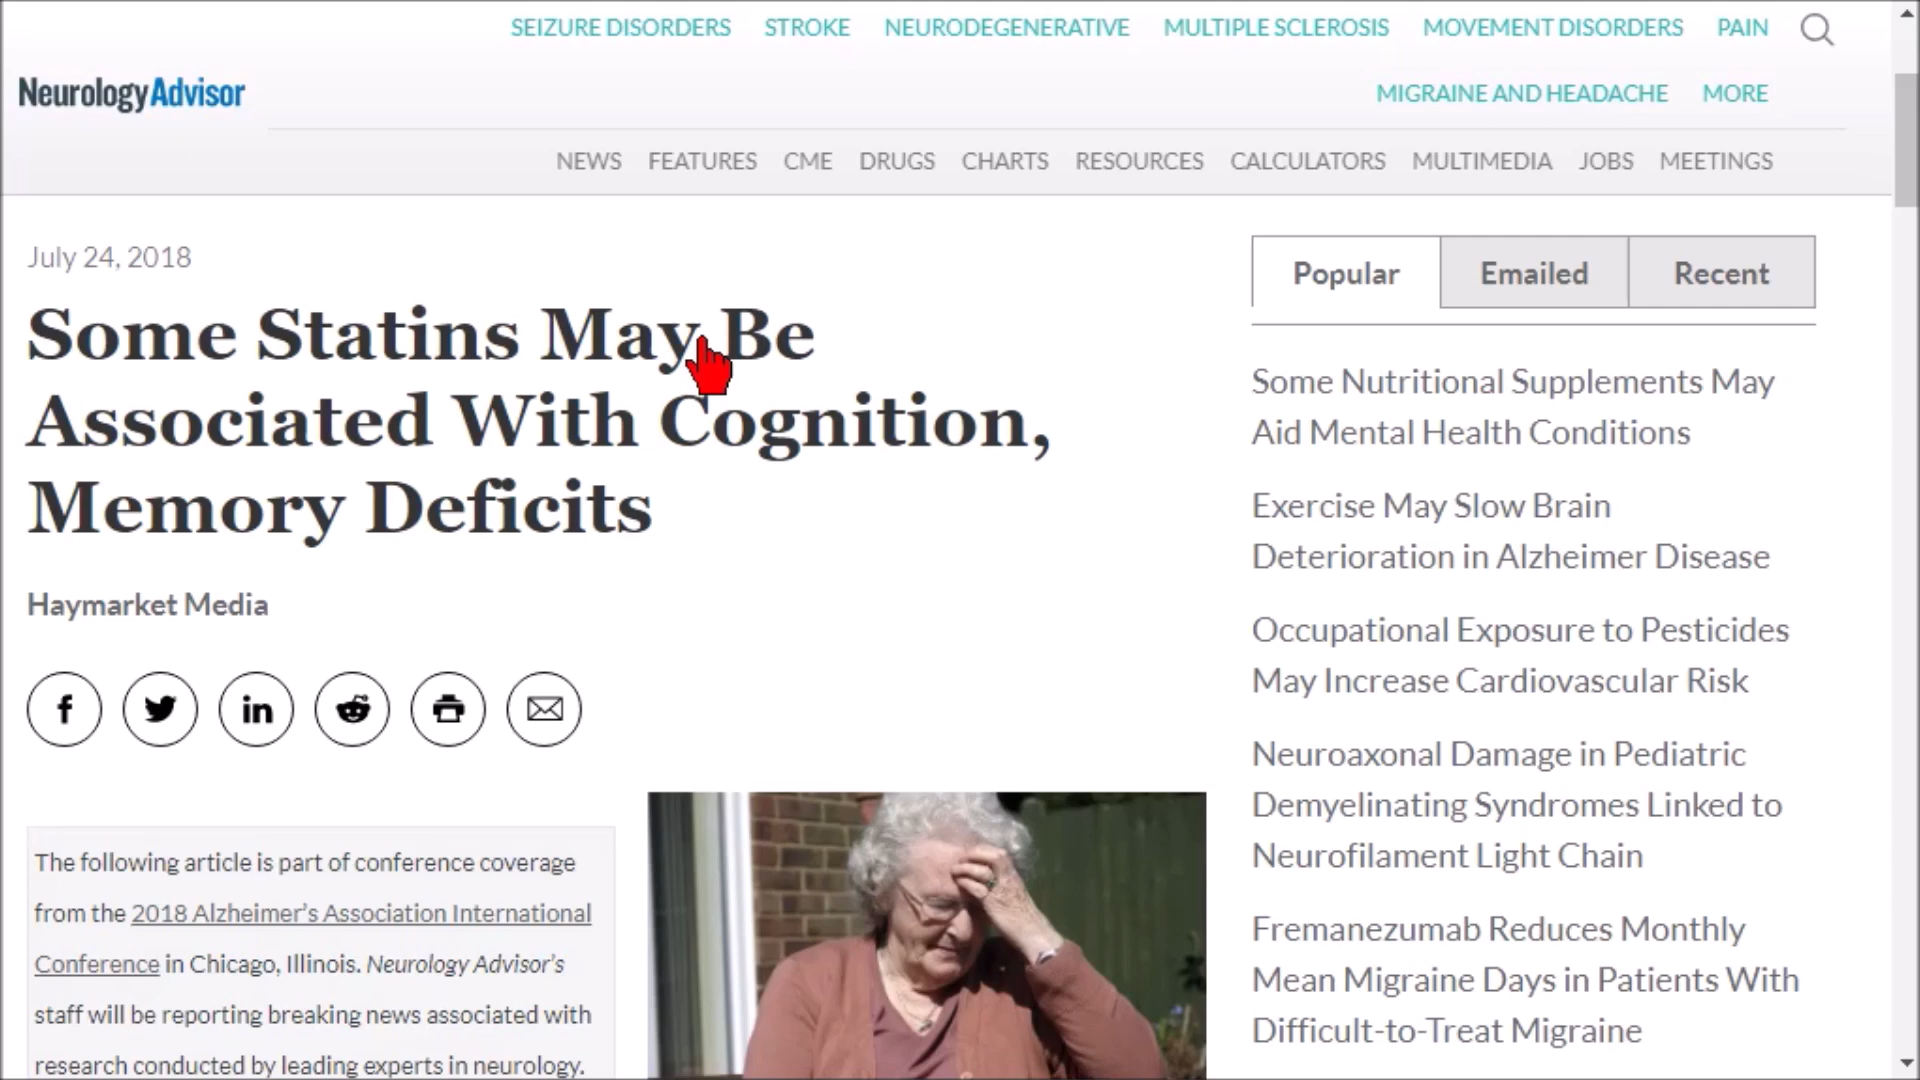 SEIZURE DISORDERS STROKE NEURODEGENERATIVE MULTIPLE SCLEROSIS MOVEMENT DISORDERS PAIN
NeurologyAdvisor
MIGRAINE AND HEADACHE MORE
NEWS FEATURES CME DRUGS CHARTS RESOURCES CALCULATORS MULTIMEDIA JOBS MEETINGS
July 24, 2018
Some Statins May Be
Associated With Cognition,
Memory Deficits
Haymarket Media
f
in
The following article is part of conference coverage
from the 2018 Alzheimer's Association International
Conference in Chicago, Illinois. Neurology Advisor's
staff will be reporting breaking news associated with
research conducted by leading experts in neurology.
Popular Emailed Recent
Some Nutritional Supplements May
Aid Mental Health Conditions
Exercise May Slow Brain
Deterioration in Alzheimer Disease
Occupational Exposure to Pesticides
May Increase Cardiovascular Risk
Neuroaxonal Damage in Pediatric
Demyelinating Syndromes Linked to
Neurofilament Light Chain
Fremanezumab Reduces Monthly
Mean Migraine Days in Patients With
Difficult-to-Treat Migraine